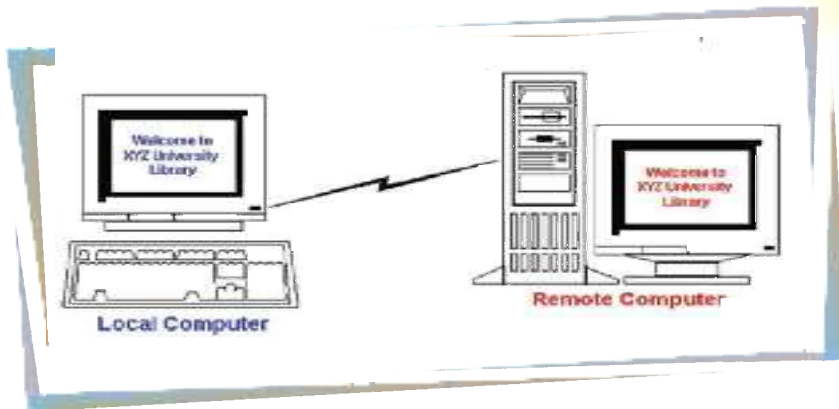 Welcome to
XYZ University
Library
Welcome to
XYZ University
Library
Remote Computer
Local Computer